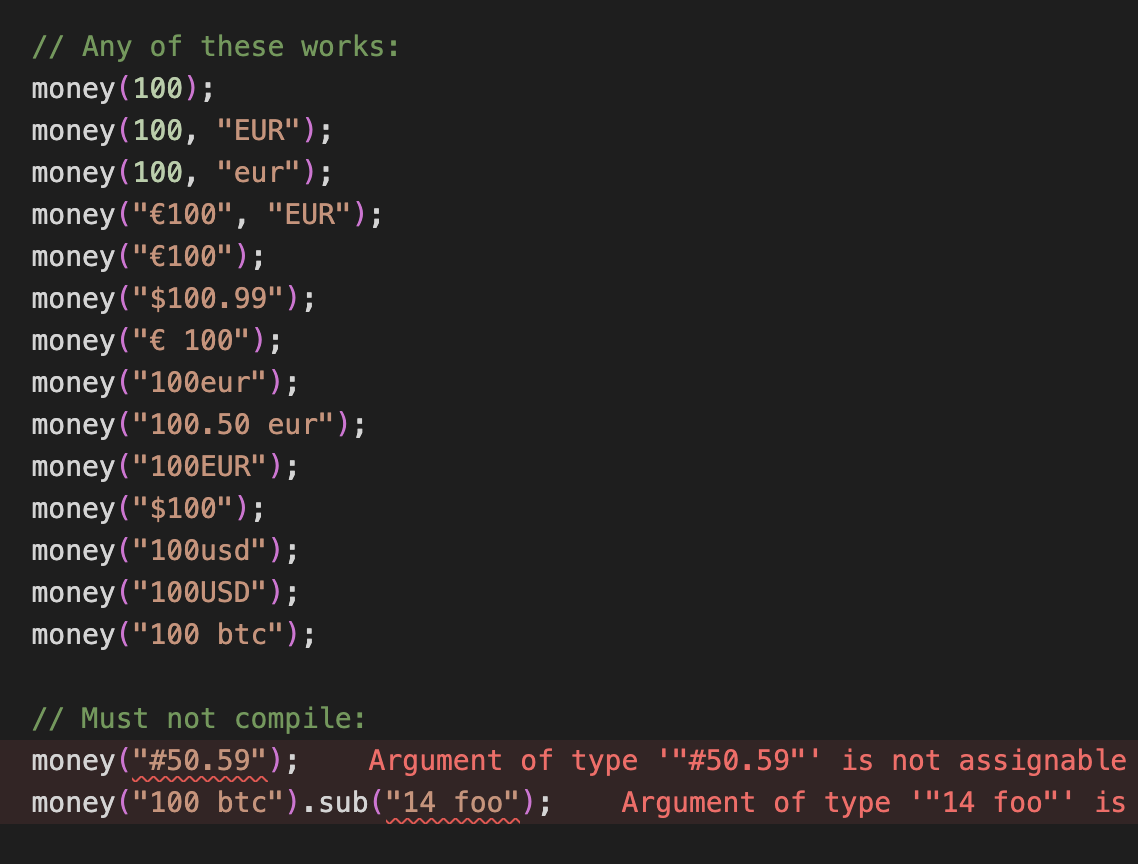 // Any of these works:
money(100);
money(100, "EUR");
money(100, "eur");
money("€100", "EUR");
money("€100");
money("$100.99");
money("€ 100");
money("100eur");
money("100.50 eur");
money("100EUR");
money("$100");
money("100usd");
money("100USD");
money("100 btc");
// Must not compile:
money("#50.59");    Argument of type '"#50.59"' is not assignable
money("100 btc").sub("14 foo");    Argument of type '"14 foo"' is